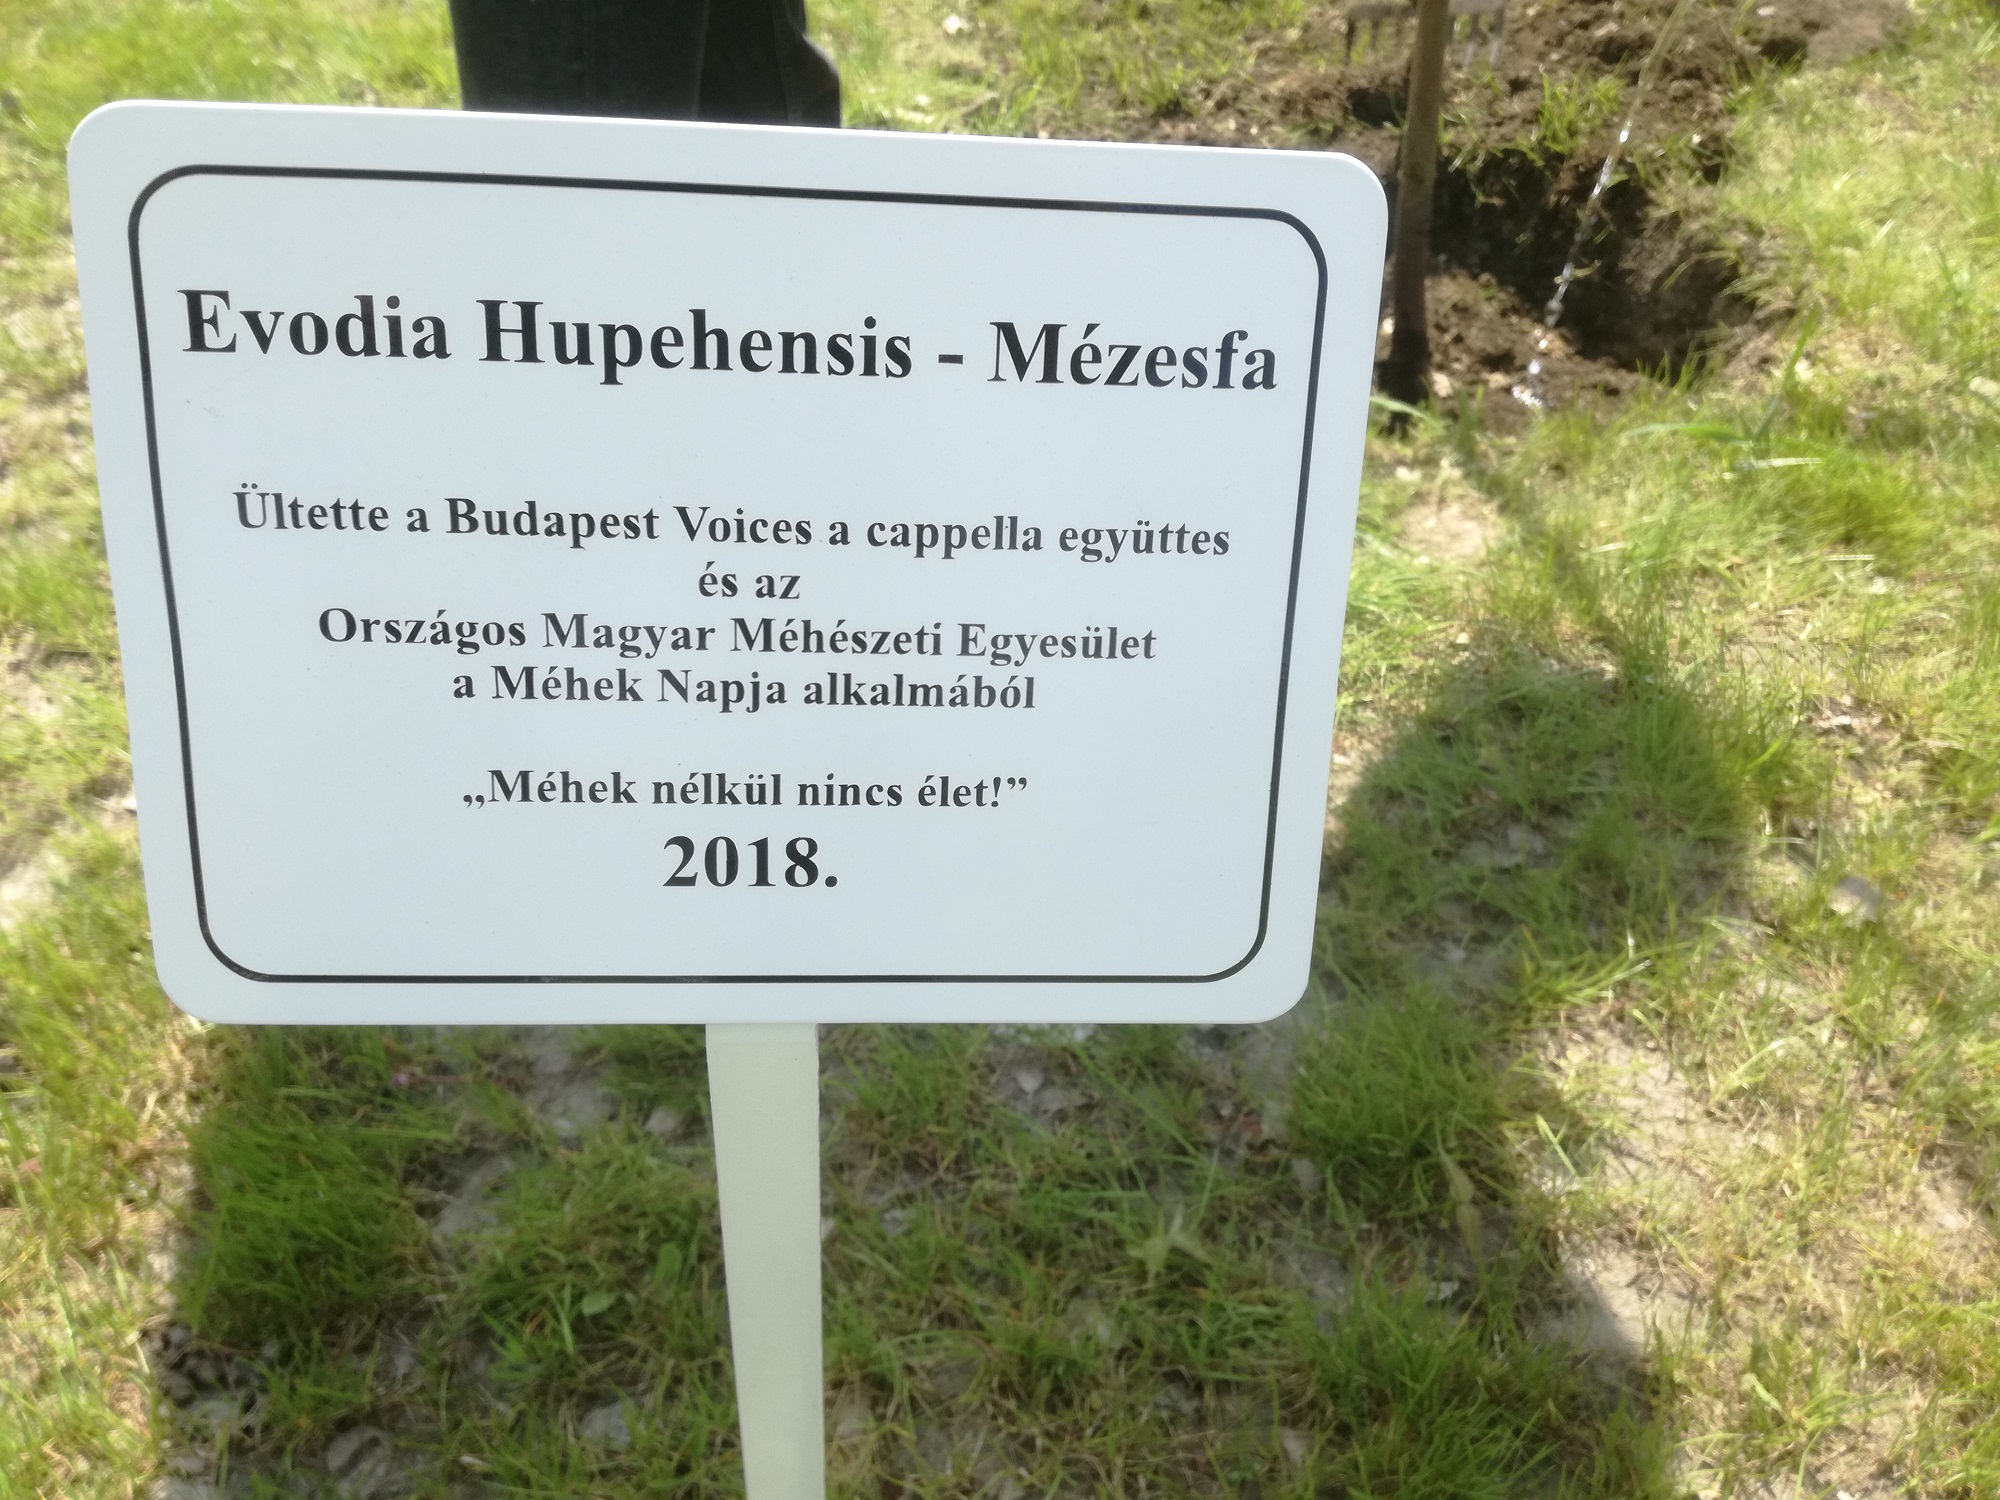 Evodia Hupehensis - Mézesfa
Ültette a Budapest Voices a cappella együttes
és az
Országos Magyar Méhészeti Egyesület
a Méhek Napja alkalmából
„Méhek nélkül nincs élet!”
2018.